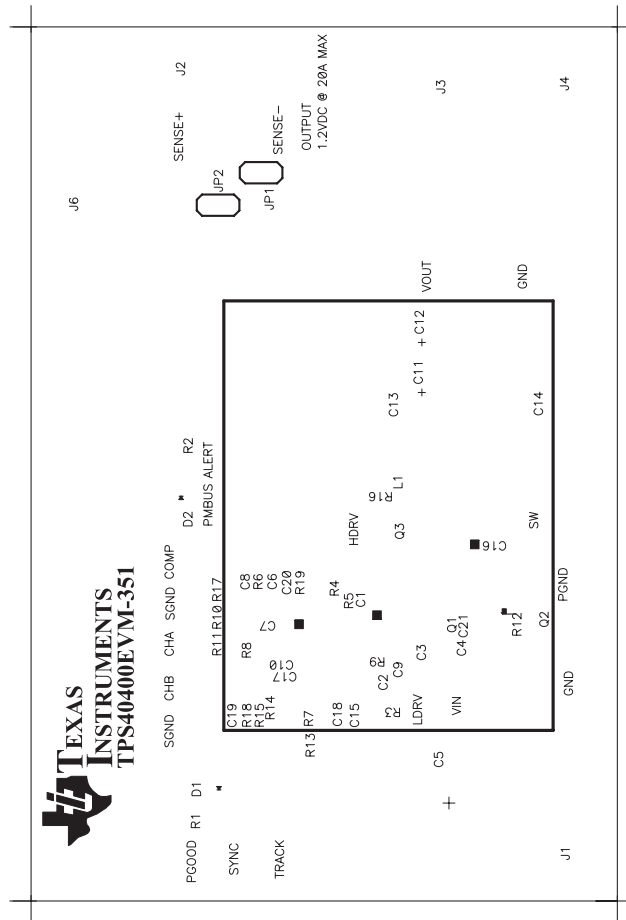 TEXAS
INSTRUMENTS
TPS40400EVM-351
J6
PGOOD R1 D1
SYNC
TRACK
SGND CHB CHA SGND COMP
D2 R2
PMBUS ALERT
SENSE+
J2
JP2
JP1
SENSE-
OUTPUT
1.2VDC @ 20A MAX
R11 R10 R17
C19
R18
R15
R14
R8
C8
R6
C6
C20
R19
C7
C10
C17
R13
R7
C18
C15
R4
R5
C1
HDRV
R9
C2
C9
R3
R16
L1
Q3
C13
LDRV
C3
VIN
Q1
C4
C21
C11
C12
+
+
VOUT
J3
C5
C16
SW
R12
Q2
C14
GND
J1
GND
PGND
J4